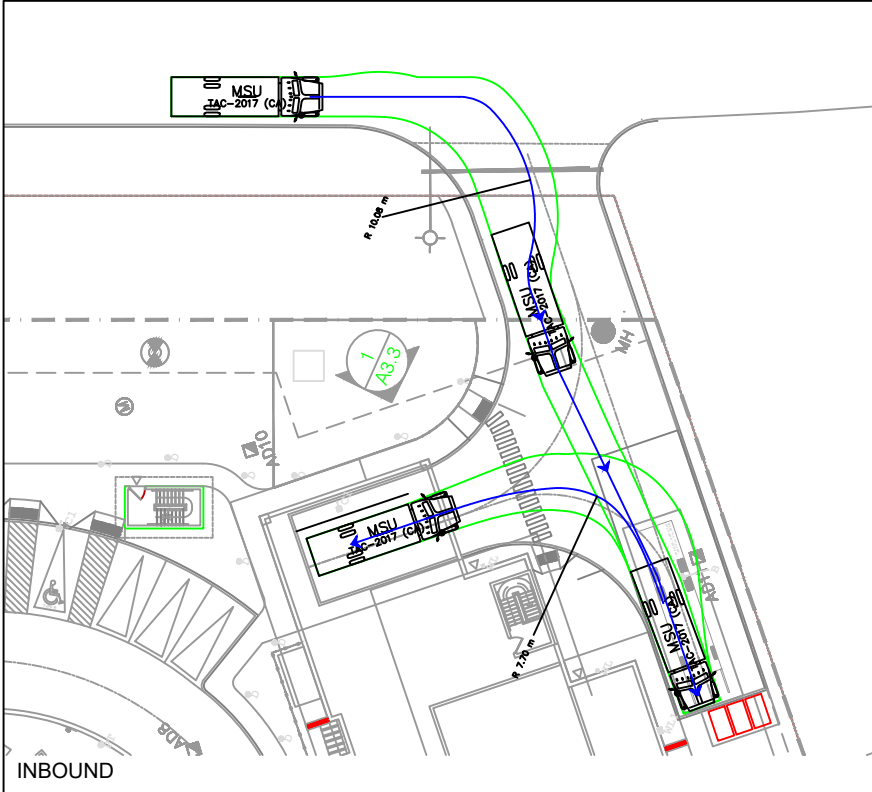 MSU
TAC-2017 (CA)
R 10.08 m
MSU
TAC-2017 (CA)
MH
1
A3.3
M
AD10
MSU
TAC-2017 (CA)
MSU
TAC-2017 (CA)
R 7.70 m
AD8
INBOUND